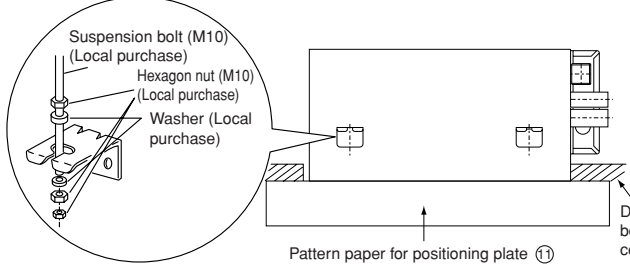 Suspension bolt (M10)
(Local purchase)
Hexagon nut (M10)
(Local purchase)
Washer (Local
purchase)
Pattern paper for positioning plate ⑪